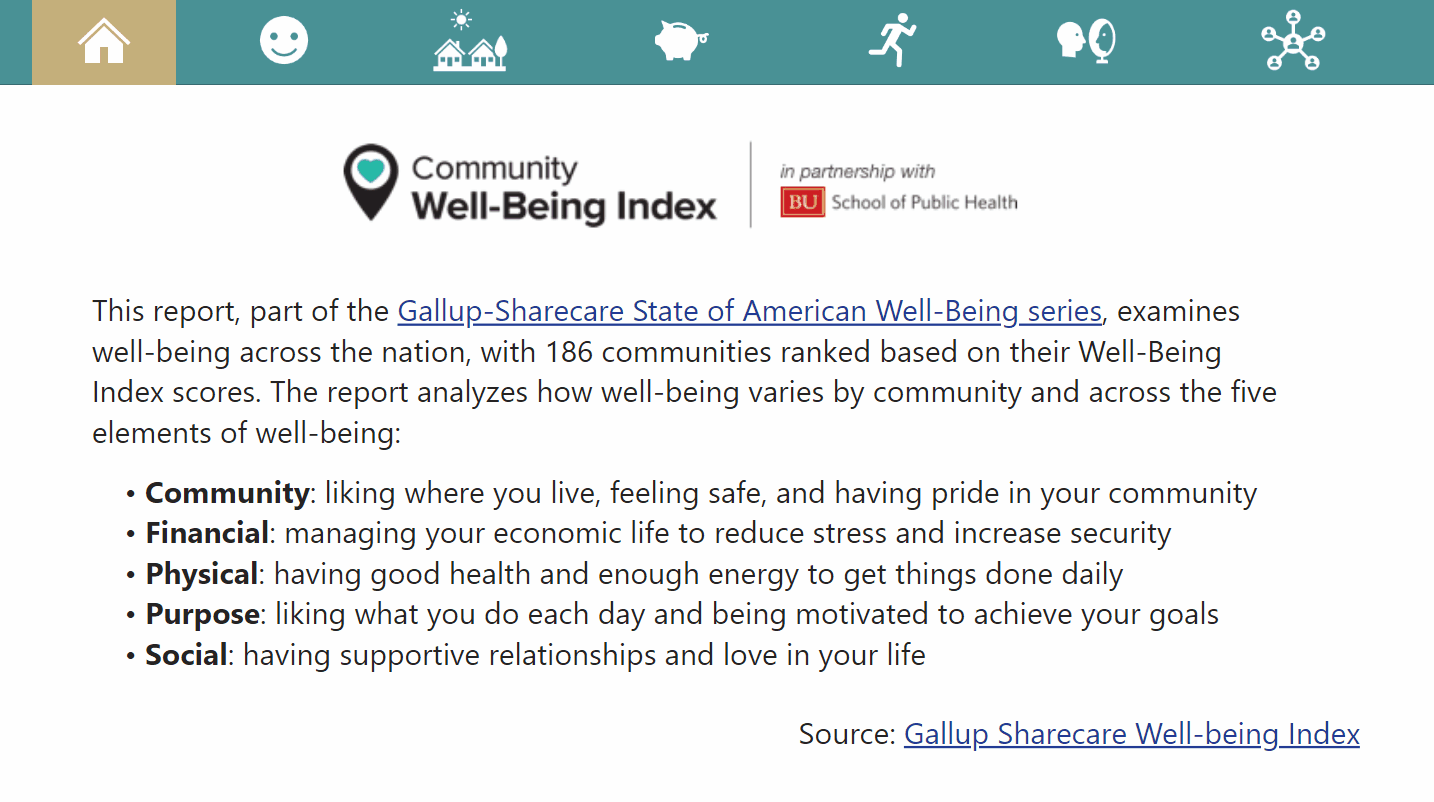 Community
Well-Being Index
in partnership with
BU School of Public Health
This report, part of the Gallup-Sharecare State of American Well-Being series, examines
well-being across the nation, with 186 communities ranked based on their Well-Being
Index scores. The report analyzes how well-being varies by community and across the five
elements of well-being:
• Community: liking where you live, feeling safe, and having pride in your community
• Financial: managing your economic life to reduce stress and increase security
• Physical: having good health and enough energy to get things done daily
• Purpose: liking what you do each day and being motivated to achieve your goals
• Social: having supportive relationships and love in your life
Source: Gallup Sharecare Well-being Index